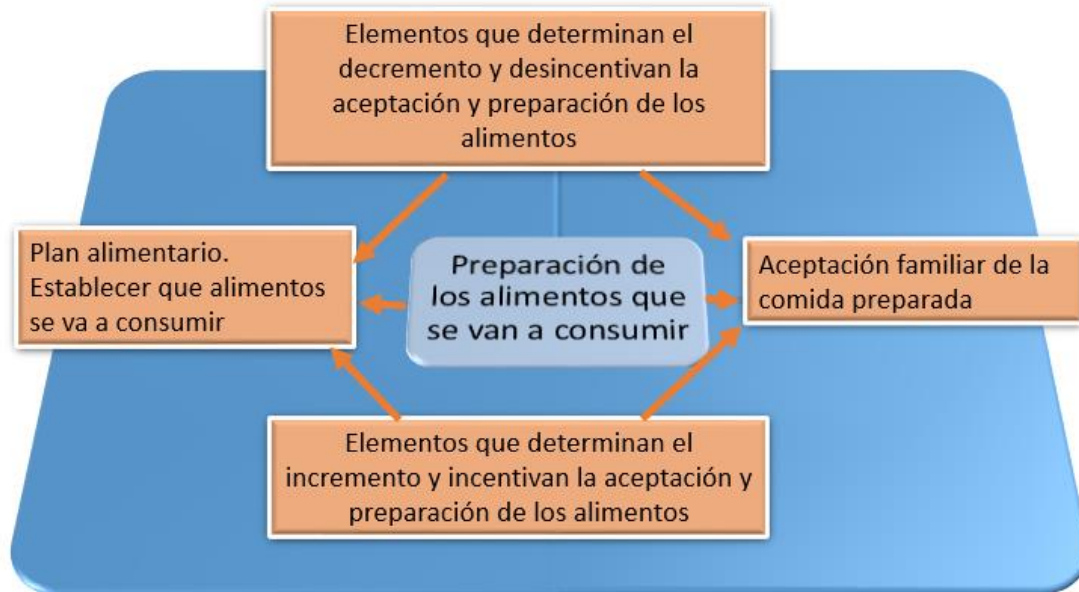 Elementos que determinan el
decremento y desincentivan la
aceptación y preparación de los
alimentos
Plan alimentario.
Establecer que alimentos
se va a consumir
Preparación de
los alimentos que
se van a consumir
Aceptación familiar de la
comida preparada
Elementos que determinan el
incremento y incentivan la aceptación y
preparación de los alimentos